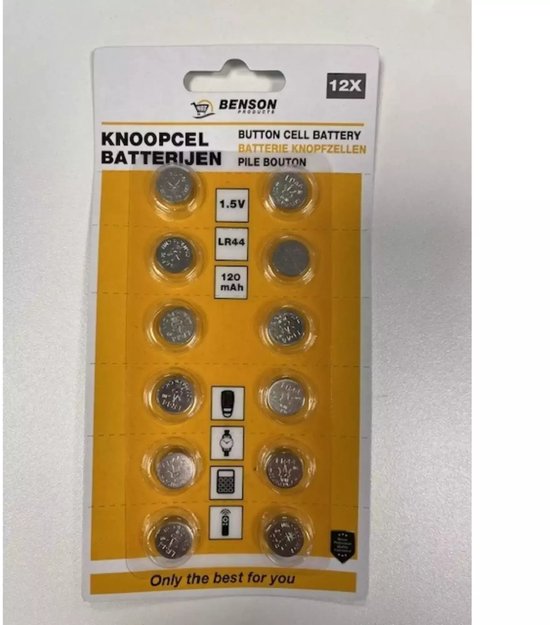 12X
BENSON
PRODUCTS
KNOOPCEL
BATTERIJEN
BUTTON CELL BATTERY
BATTERIE KNOPFZELLEN
PILE BOUTON
1.5V
LR44
120
mAh
Only the best for you